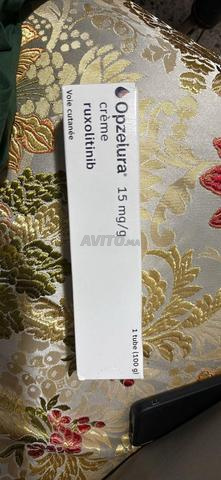 Opzelura® 15 mg/g
crème
ruxolitinib
Voie cutanée
1 tube (100 g)
AVITO.MA